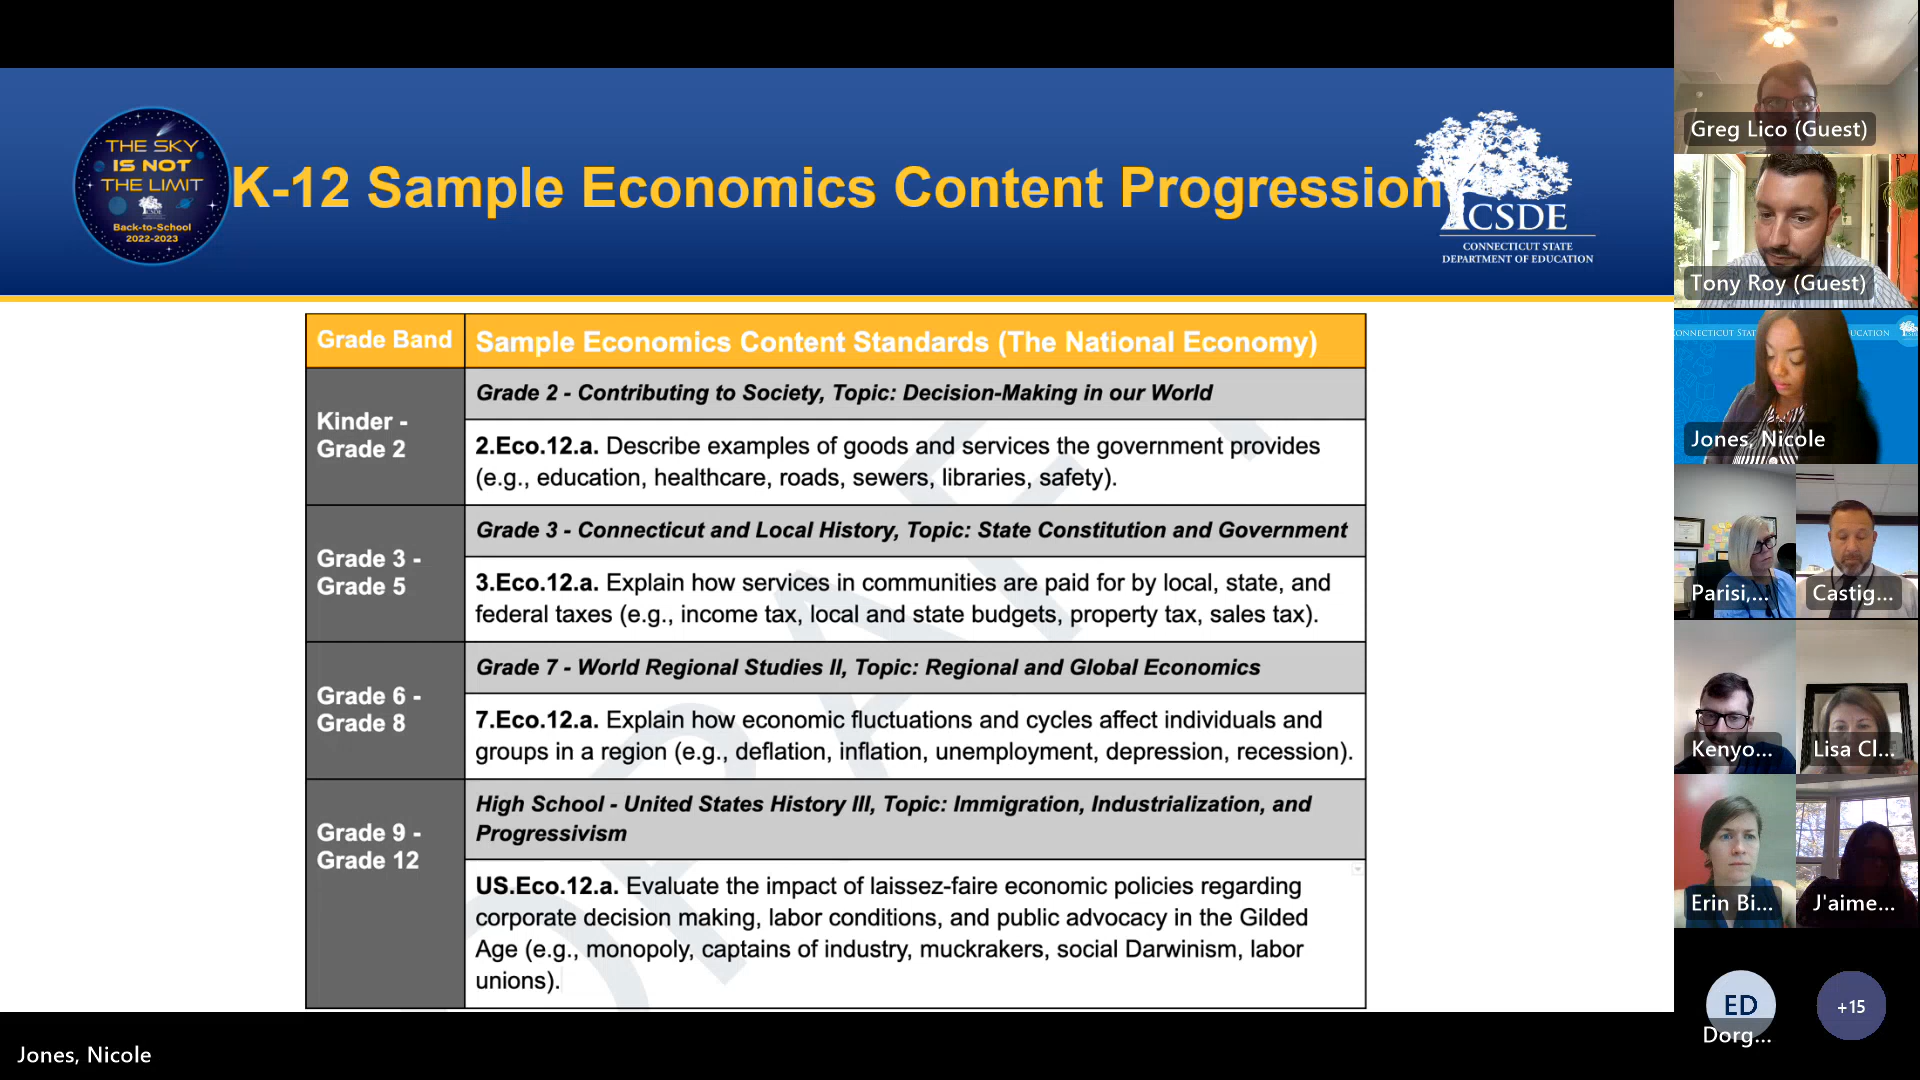 THE SKY
IS NOT
THE LIMIT
CSDE
Back-to-School
2022-2023
K-12 Sample Economics Content Progression
CSDE
CONNECTICUT STATE
DEPARTMENT OF EDUCATION
Grade Band
Sample Economics Content Standards (The National Economy)
Kinder -
Grade 2
Grade 2 - Contributing to Society, Topic: Decision-Making in our World
2.Eco.12.a. Describe examples of goods and services the government provides
(e.g., education, healthcare, roads, sewers, libraries, safety).
Grade 3 -
Grade 5
Grade 3 - Connecticut and Local History, Topic: State Constitution and Government
3.Eco.12.a. Explain how services in communities are paid for by local, state, and
federal taxes (e.g., income tax, local and state budgets, property tax, sales tax).
Grade 6 -
Grade 8
Grade 7 - World Regional Studies II, Topic: Regional and Global Economics
7.Eco.12.a. Explain how economic fluctuations and cycles affect individuals and
groups in a region (e.g., deflation, inflation, unemployment, depression, recession).
Grade 9 -
Grade 12
High School - United States History III, Topic: Immigration, Industrialization, and
Progressivism
US.Eco.12.a. Evaluate the impact of laissez-faire economic policies regarding
corporate decision making, labor conditions, and public advocacy in the Gilded
Age (e.g., monopoly, captains of industry, muckrakers, social Darwinism, labor
unions).
DRAFT
Greg Lico (Guest)
Tony Roy (Guest)
CONNECTICUT STAT UCATION
Jones, Nicole
Parisi,...
Castig...
Kenyo...
Lisa Cl...
Erin Bi...
J'aime...
ED
Dorg...
+15
Jones, Nicole